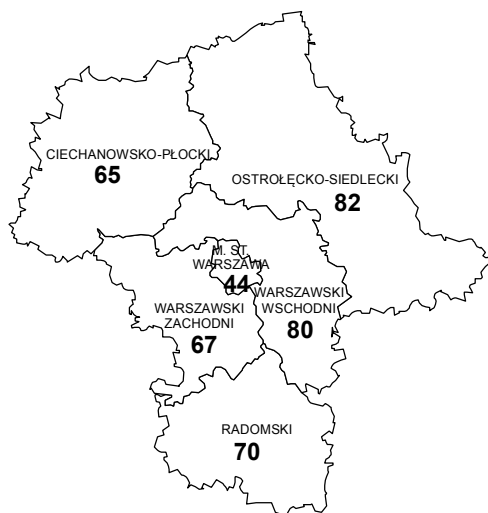 CIECHANOWSKO-PŁOCKI
65
OSTROŁĘCKO-SIEDLECKI
82
M. ST.
WARSZAWA
44
WARSZAWSKI
WSCHODNI
80
WARSZAWSKI
ZACHODNI
67
RADOMSKI
70